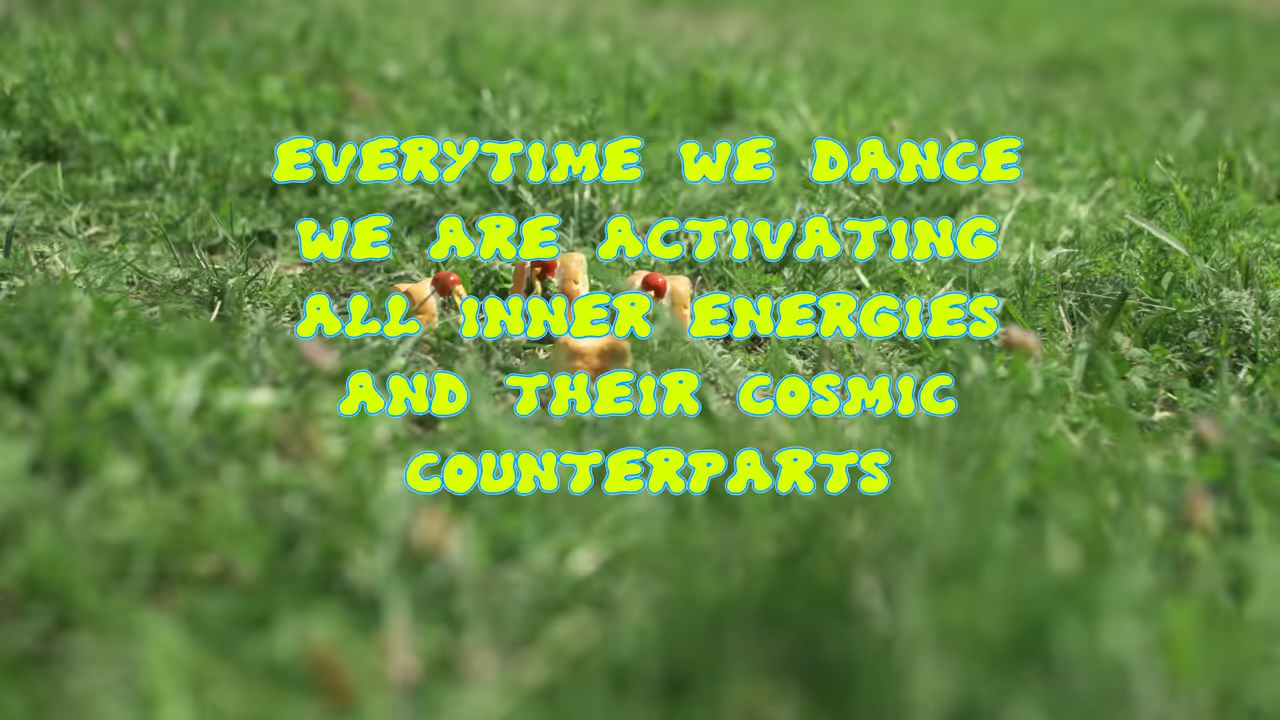 EVERYTIME WE DANCE
WE ARE ACTIVATING
ALL INNER ENERGIES
AND THEIR COSMIC
COUNTERPARTS